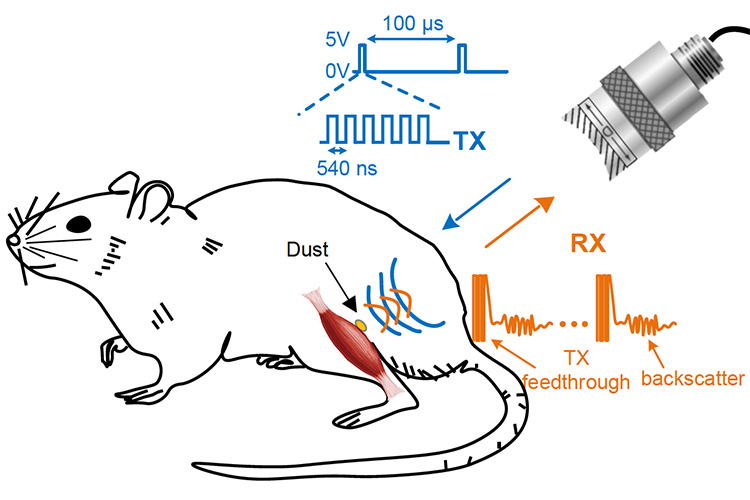 100 µs
5V
0V
TX
540 ns
D
Dust
RX
TX
feedthrough
backscatter